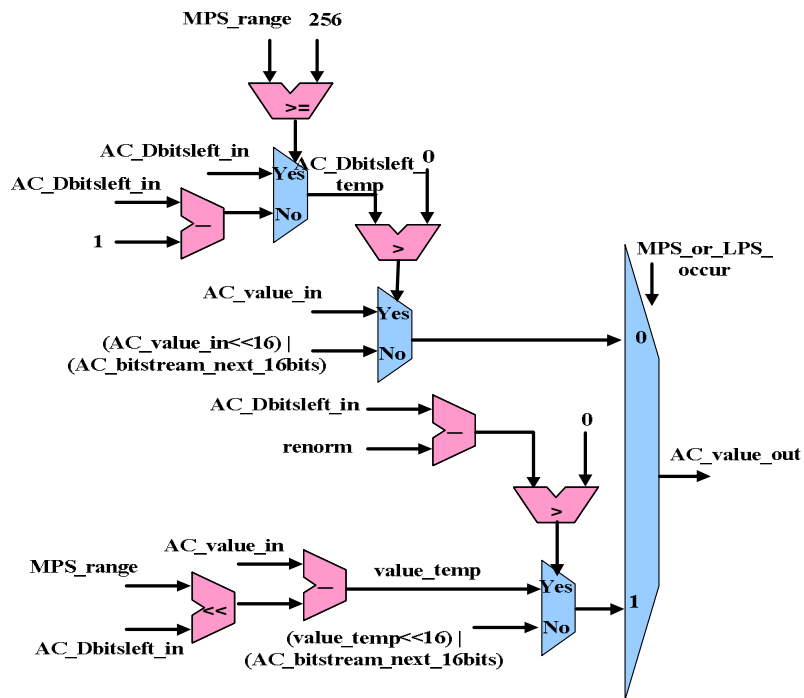 MPS_range 256
>=
AC_Dbitsleft_in
Yes
AC_Dbitsleft_
temp
0
AC_Dbitsleft_in
No
—
1
>
MPS_or_LPS_
occur
AC_value_in
Yes
(AC_value_in<<16) |
(AC_bitstream_next_16bits)
No
0
AC_Dbitsleft_in
—
renorm
0
AC_value_out
>
AC_value_in
MPS_range
—
value_temp
Yes
<<
AC_Dbitsleft_in
No
1
(value_temp<<16) |
(AC_bitstream_next_16bits)